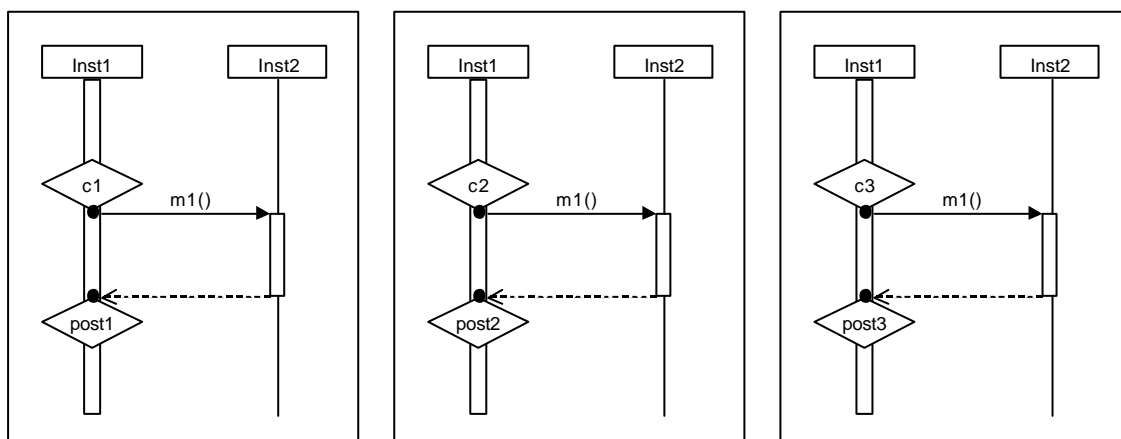 Inst1 Inst2
c1
m1()
post1
Inst1 Inst2
c2
m1()
post2
Inst1 Inst2
c3
m1()
post3